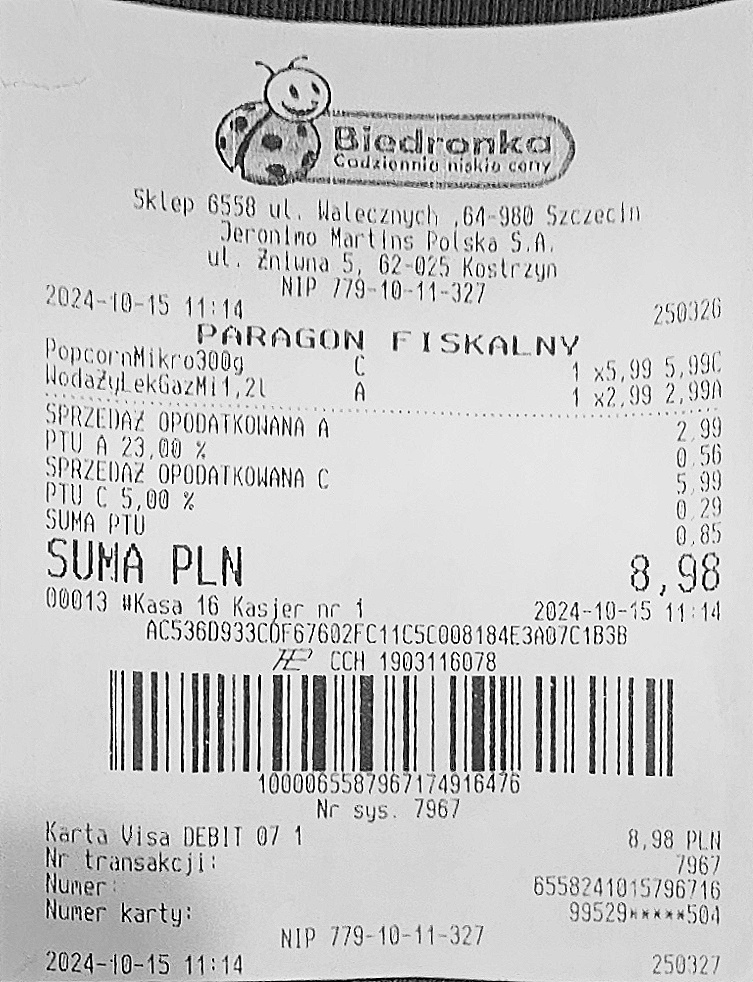 Biedronka
Codziennie niskie ceny
Sklep 6558 ul. Walecznych ,64-980 Szczecin
Jeronimo Martins Polska S.A.
ul. Żniwna 5, 62-025 Kostrzyn
NIP 779-10-11-327
2024-10-15 11:14 250326
PARAGON FISKALNY
PopcornMikro300g C 1 x5,99 5,99C
WodaŻyLekGazMi1,2l A 1 x2,99 2,99A
SPRZEDAŻ OPODATKOWANA A 2,99
PTU A 23,00 % 0,56
SPRZEDAŻ OPODATKOWANA C 5,99
PTU C 5,00 % 0,29
SUMA PTU 0,85
SUMA PLN 8,98
00013 #Kasa 16 Kasjer nr 1 2024-10-15 11:14
AC536D933C0F67602FC11C5C008184E3A07C1B3B
CCH 1903116078
1000065587967174916476
Nr sys. 7967
Karta Visa DEBIT 07 1 8,98 PLN
Nr transakcji: 7967
Numer: 6558241015796716
Numer karty: 99529*****504
NIP 779-10-11-327
2024-10-15 11:14 250327